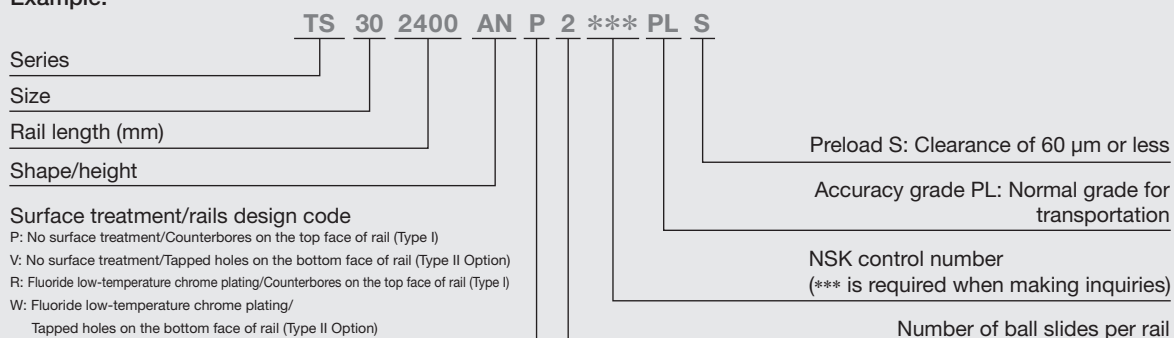 Example:
TS 30 2400 AN P 2 *** PL S
Series
Size
Rail length (mm)
Shape/height
Surface treatment/rails design code
P: No surface treatment/Counterbores on the top face of rail (Type I)
V: No surface treatment/Tapped holes on the bottom face of rail (Type II Option)
R: Fluoride low-temperature chrome plating/Counterbores on the top face of rail (Type I)
W: Fluoride low-temperature chrome plating/
Tapped holes on the bottom face of rail (Type II Option)
Preload S: Clearance of 60 μm or less
Accuracy grade PL: Normal grade for
transportation
NSK control number
(*** is required when making inquiries)
Number of ball slides per rail